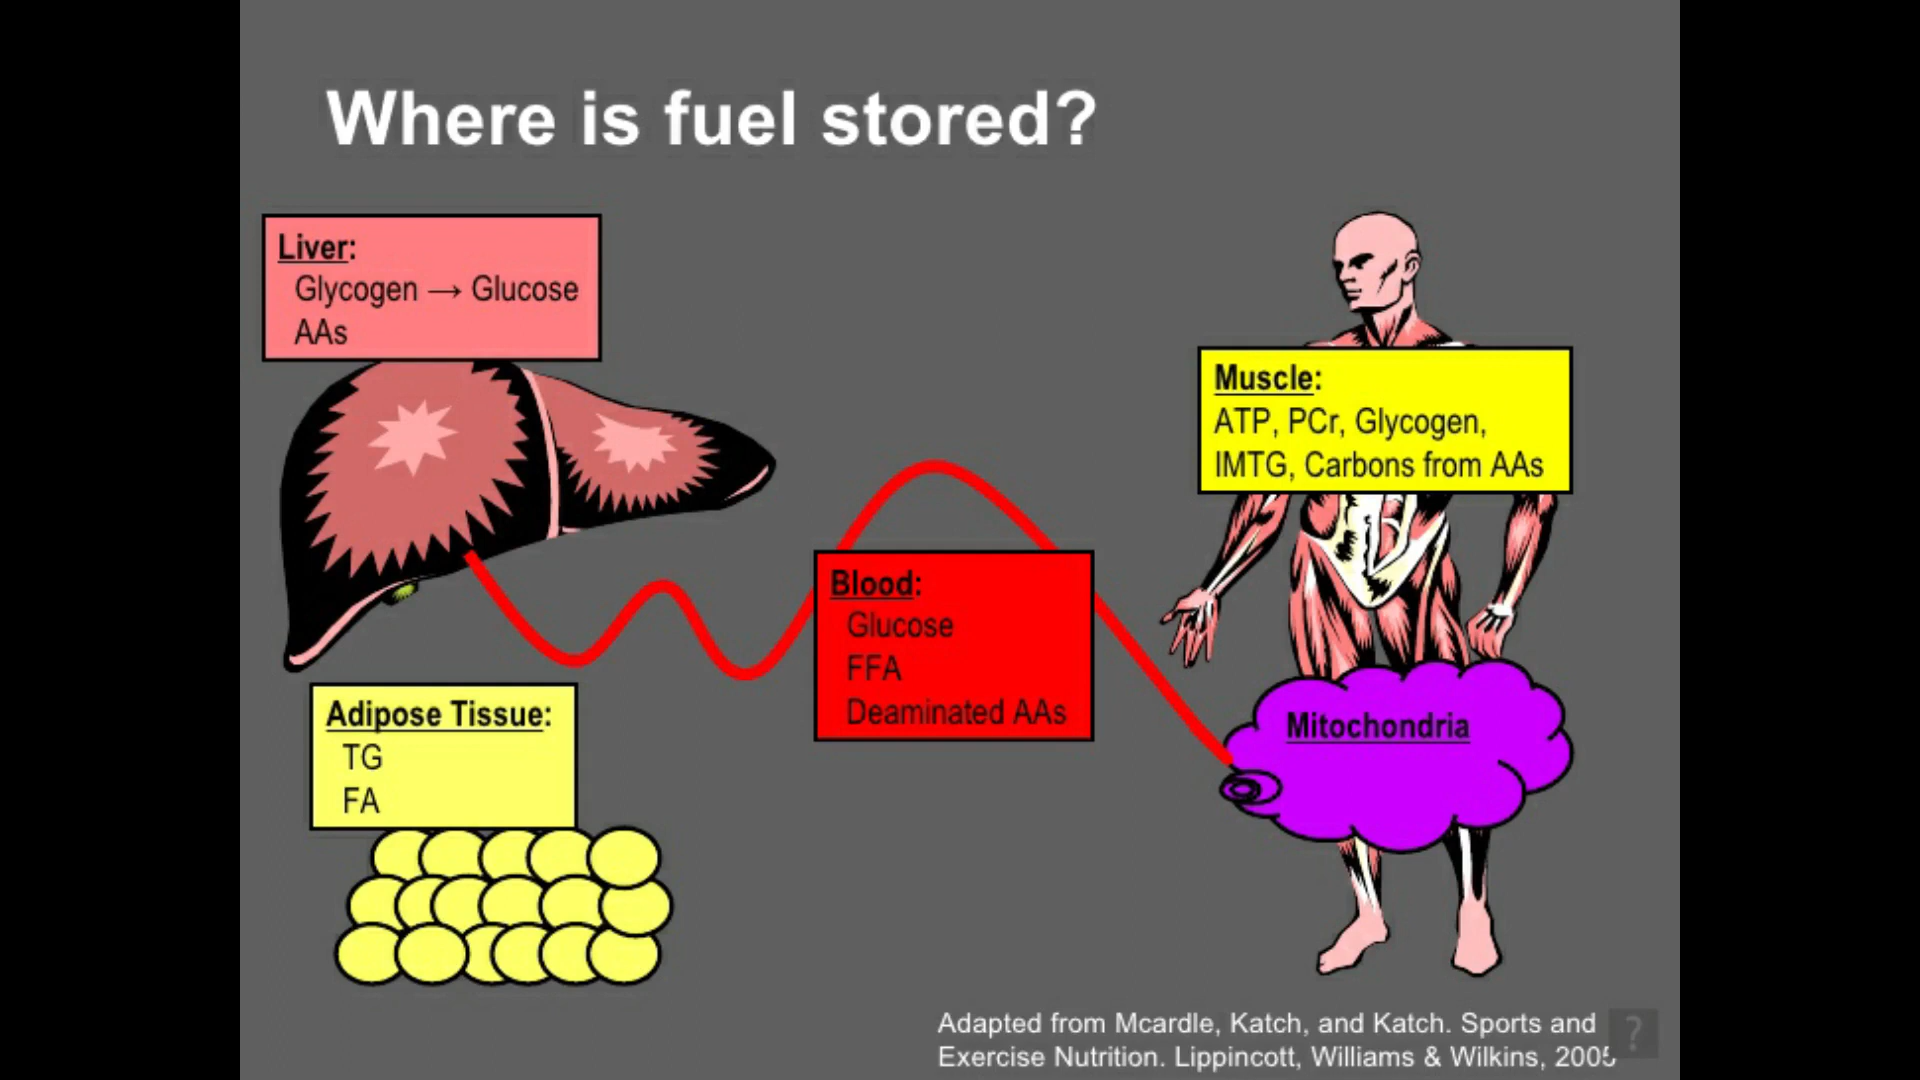 Where is fuel stored?
Liver:
Glycogen → Glucose
AAs
Muscle:
ATP, PCr, Glycogen,
IMTG, Carbons from AAs
Blood:
Glucose
FFA
Deaminated AAs
Adipose Tissue:
TG
FA
Mitochondria
Adapted from Mcardle, Katch, and Katch. Sports and
Exercise Nutrition. Lippincott, Williams & Wilkins, 2005
?